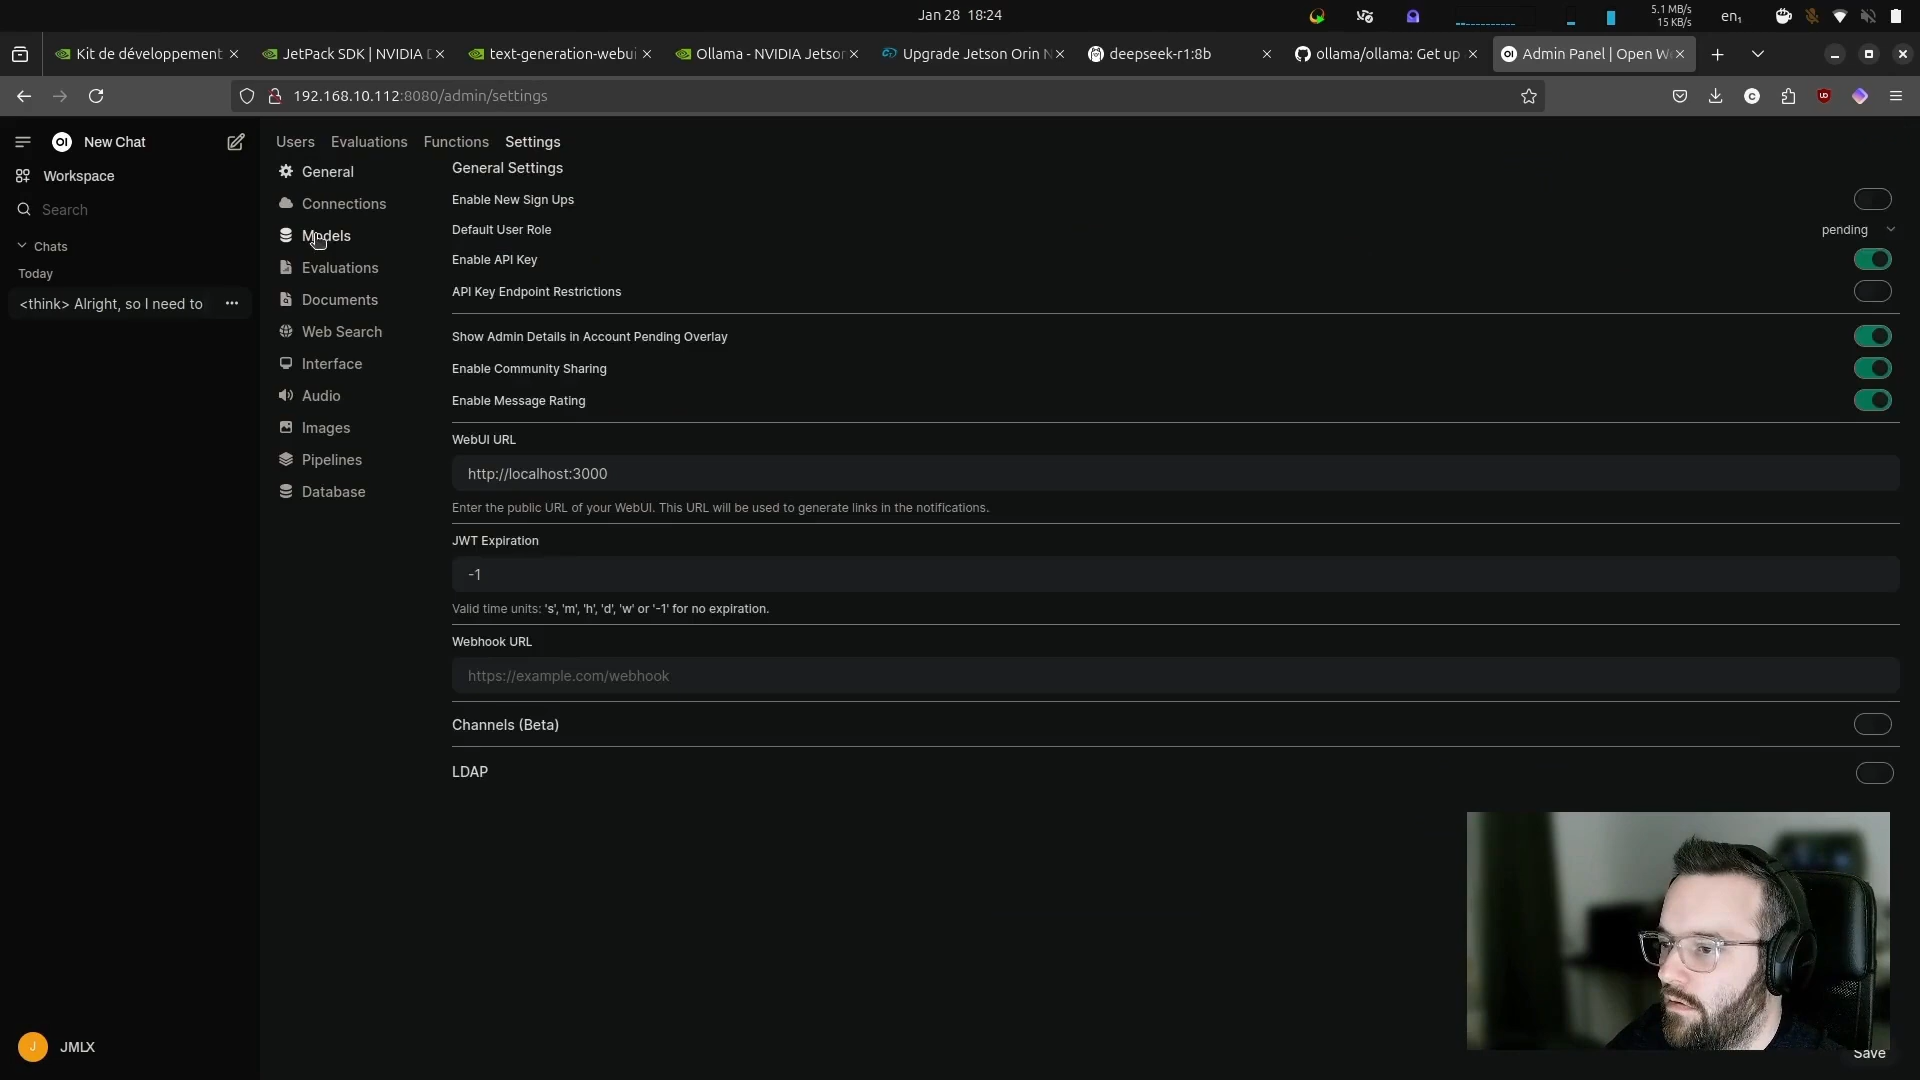 Jan 28 18:24
5.1 MB/s
15 KB/s
en₁
Kit de développement
JetPack SDK | NVIDIA D
text-generation-webui
Ollama - NVIDIA Jetson
Upgrade Jetson Orin N
deepseek-r1:8b
ollama/ollama: Get up
Admin Panel | Open W
192.168.10.112:8080/admin/settings
OI New Chat
Workspace
Search
Chats
Today
<think> Alright, so I need to
Users Evaluations Functions Settings
General
Connections
Models
Evaluations
Documents
Web Search
Interface
Audio
Images
Pipelines
Database
General Settings
Enable New Sign Ups
Default User Role
pending
Enable API Key
API Key Endpoint Restrictions
Show Admin Details in Account Pending Overlay
Enable Community Sharing
Enable Message Rating
WebUI URL
http://localhost:3000
Enter the public URL of your WebUI. This URL will be used to generate links in the notifications.
JWT Expiration
-1
Valid time units: 's', 'm', 'h', 'd', 'w' or '-1' for no expiration.
Webhook URL
https://example.com/webhook
Channels (Beta)
LDAP
J JMLX
Save